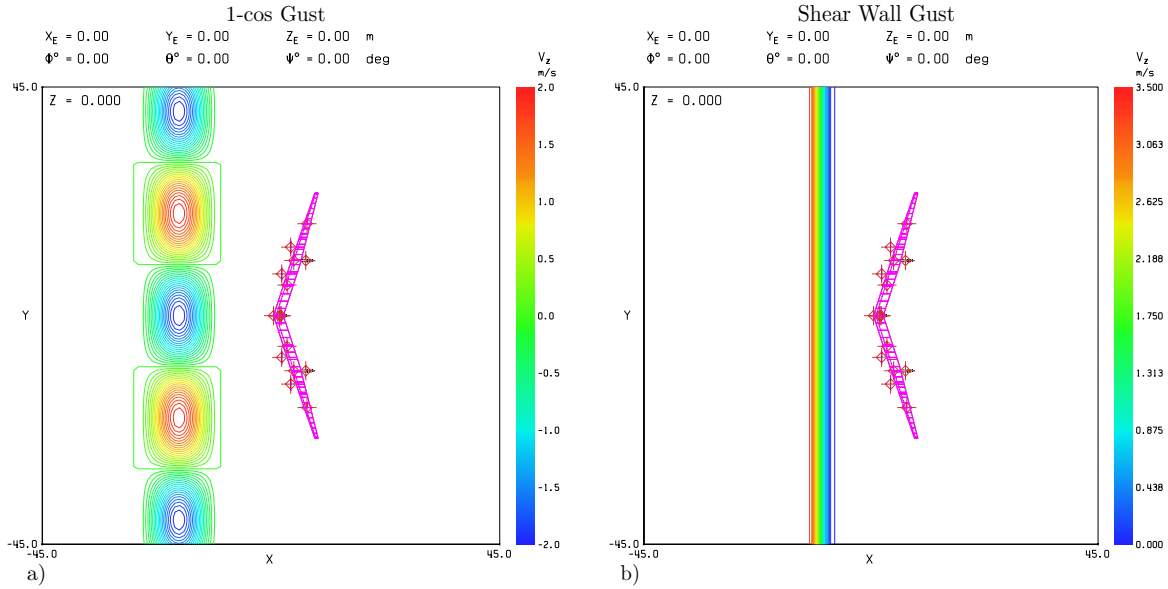 1-cos Gust
X_E = 0.00 Y_E = 0.00 Z_E = 0.00 m
Φ° = 0.00 Θ° = 0.00 Ψ° = 0.00 deg
V_z
m/s
45.0
Z = 0.000
Y
-45.0
-45.0
X
45.0
2.0
1.5
1.0
0.5
0.0
-0.5
-1.0
-1.5
-2.0
a)
Shear Wall Gust
X_E = 0.00 Y_E = 0.00 Z_E = 0.00 m
Φ° = 0.00 Θ° = 0.00 Ψ° = 0.00 deg
V_z
m/s
45.0
Z = 0.000
Y
-45.0
-45.0
X
45.0
3.500
3.063
2.625
2.188
1.750
1.313
0.875
0.438
0.000
b)